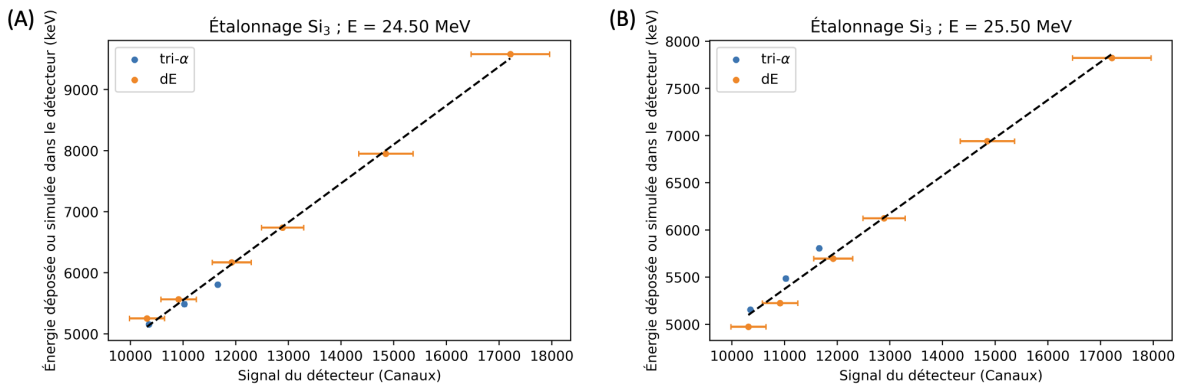 (A)
Étalonnage Si₃ ; E = 24.50 MeV
Énergie déposée ou simulée dans le détecteur (keV)
tri-α
dE
9000
8000
7000
6000
5000
10000 11000 12000 13000 14000 15000 16000 17000 18000
Signal du détecteur (Canaux)
(B)
Étalonnage Si₃ ; E = 25.50 MeV
Énergie déposée ou simulée dans le détecteur (keV)
tri-α
dE
8000
7500
7000
6500
6000
5500
5000
10000 11000 12000 13000 14000 15000 16000 17000 18000
Signal du détecteur (Canaux)